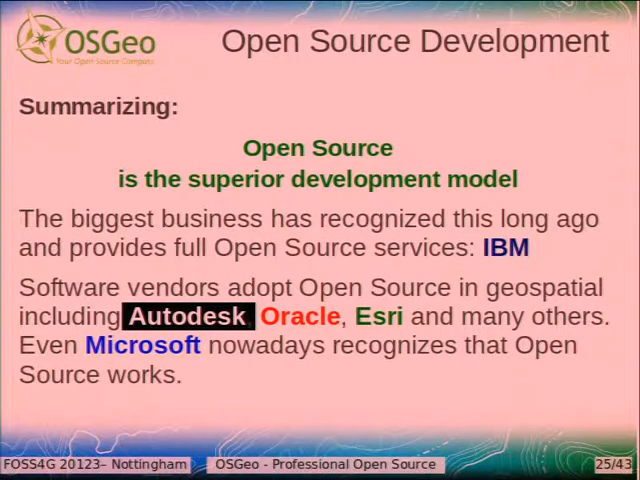 OSGeo
Your Open Source Compass
Open Source Development
Summarizing:
Open Source
is the superior development model
The biggest business has recognized this long ago
and provides full Open Source services: IBM
Software vendors adopt Open Source in geospatial
including Autodesk, Oracle, Esri and many others.
Even Microsoft nowadays recognizes that Open
Source works.
FOSS4G 20123– Nottingham
OSGeo - Professional Open Source
25/43